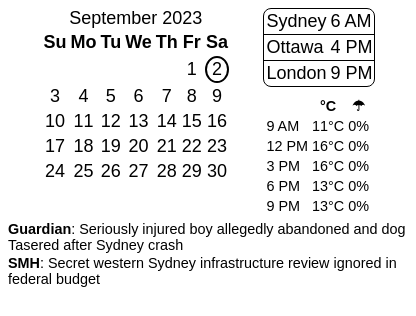 September 2023
Su Mo Tu We Th Fr Sa
1 2
3 4 5 6 7 8 9
10 11 12 13 14 15 16
17 18 19 20 21 22 23
24 25 26 27 28 29 30
Sydney 6 AM
Ottawa 4 PM
London 9 PM
°C ☂
9 AM 11°C 0%
12 PM 16°C 0%
3 PM 16°C 0%
6 PM 13°C 0%
9 PM 13°C 0%
Guardian: Seriously injured boy allegedly abandoned and dog
Tasered after Sydney crash
SMH: Secret western Sydney infrastructure review ignored in
federal budget